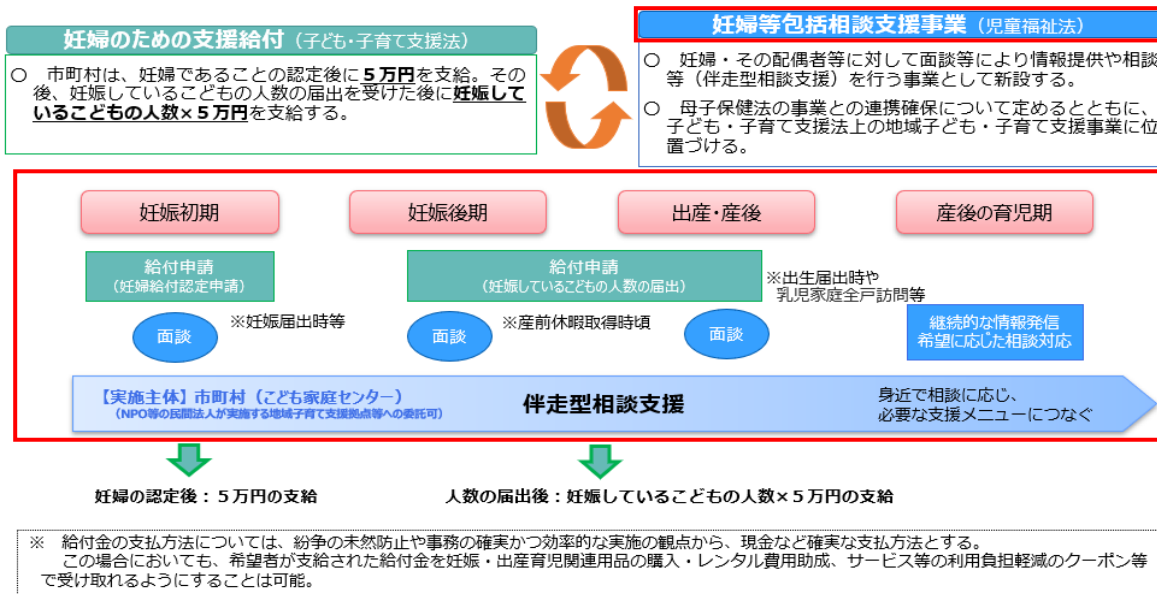 妊婦のための支援給付（子ども・子育て支援法）
○　市町村は、妊婦であることの認定後に５万円を支給。その
後、妊娠しているこどもの人数の届出を受けた後に妊娠して
いるこどもの人数×５万円を支給する。
妊婦等包括相談支援事業（児童福祉法）
○　妊婦・その配偶者等に対して面談等により情報提供や相談
等（伴走型相談支援）を行う事業として新設する。
○　母子保健法の事業との連携確保について定めるとともに、
子ども・子育て支援法上の地域子ども・子育て支援事業に位
置づける。
妊娠初期
妊娠後期
出産・産後
産後の育児期
給付申請
（妊婦給付認定申請）
給付申請
（妊娠しているこどもの人数の届出）
※出生届出時や
乳児家庭全戸訪問等
面談
※妊娠届出時等
面談
※産前休暇取得時頃
面談
継続的な情報発信
希望に応じた相談対応
【実施主体】市町村（こども家庭センター）
（NPO等の民間法人が実施する地域子育て支援拠点等への委託可）
伴走型相談支援
身近で相談に応じ、
必要な支援メニューにつなぐ
妊婦の認定後：５万円の支給
人数の届出後：妊娠しているこどもの人数×５万円の支給
※　給付金の支払方法については、紛争の未然防止や事務の確実かつ効率的な実施の観点から、現金など確実な支払方法とする。
この場合においても、希望者が支給された給付金を妊娠・出産育児関連用品の購入・レンタル費用助成、サービス等の利用負担軽減のクーポン等
で受け取れるようにすることは可能。